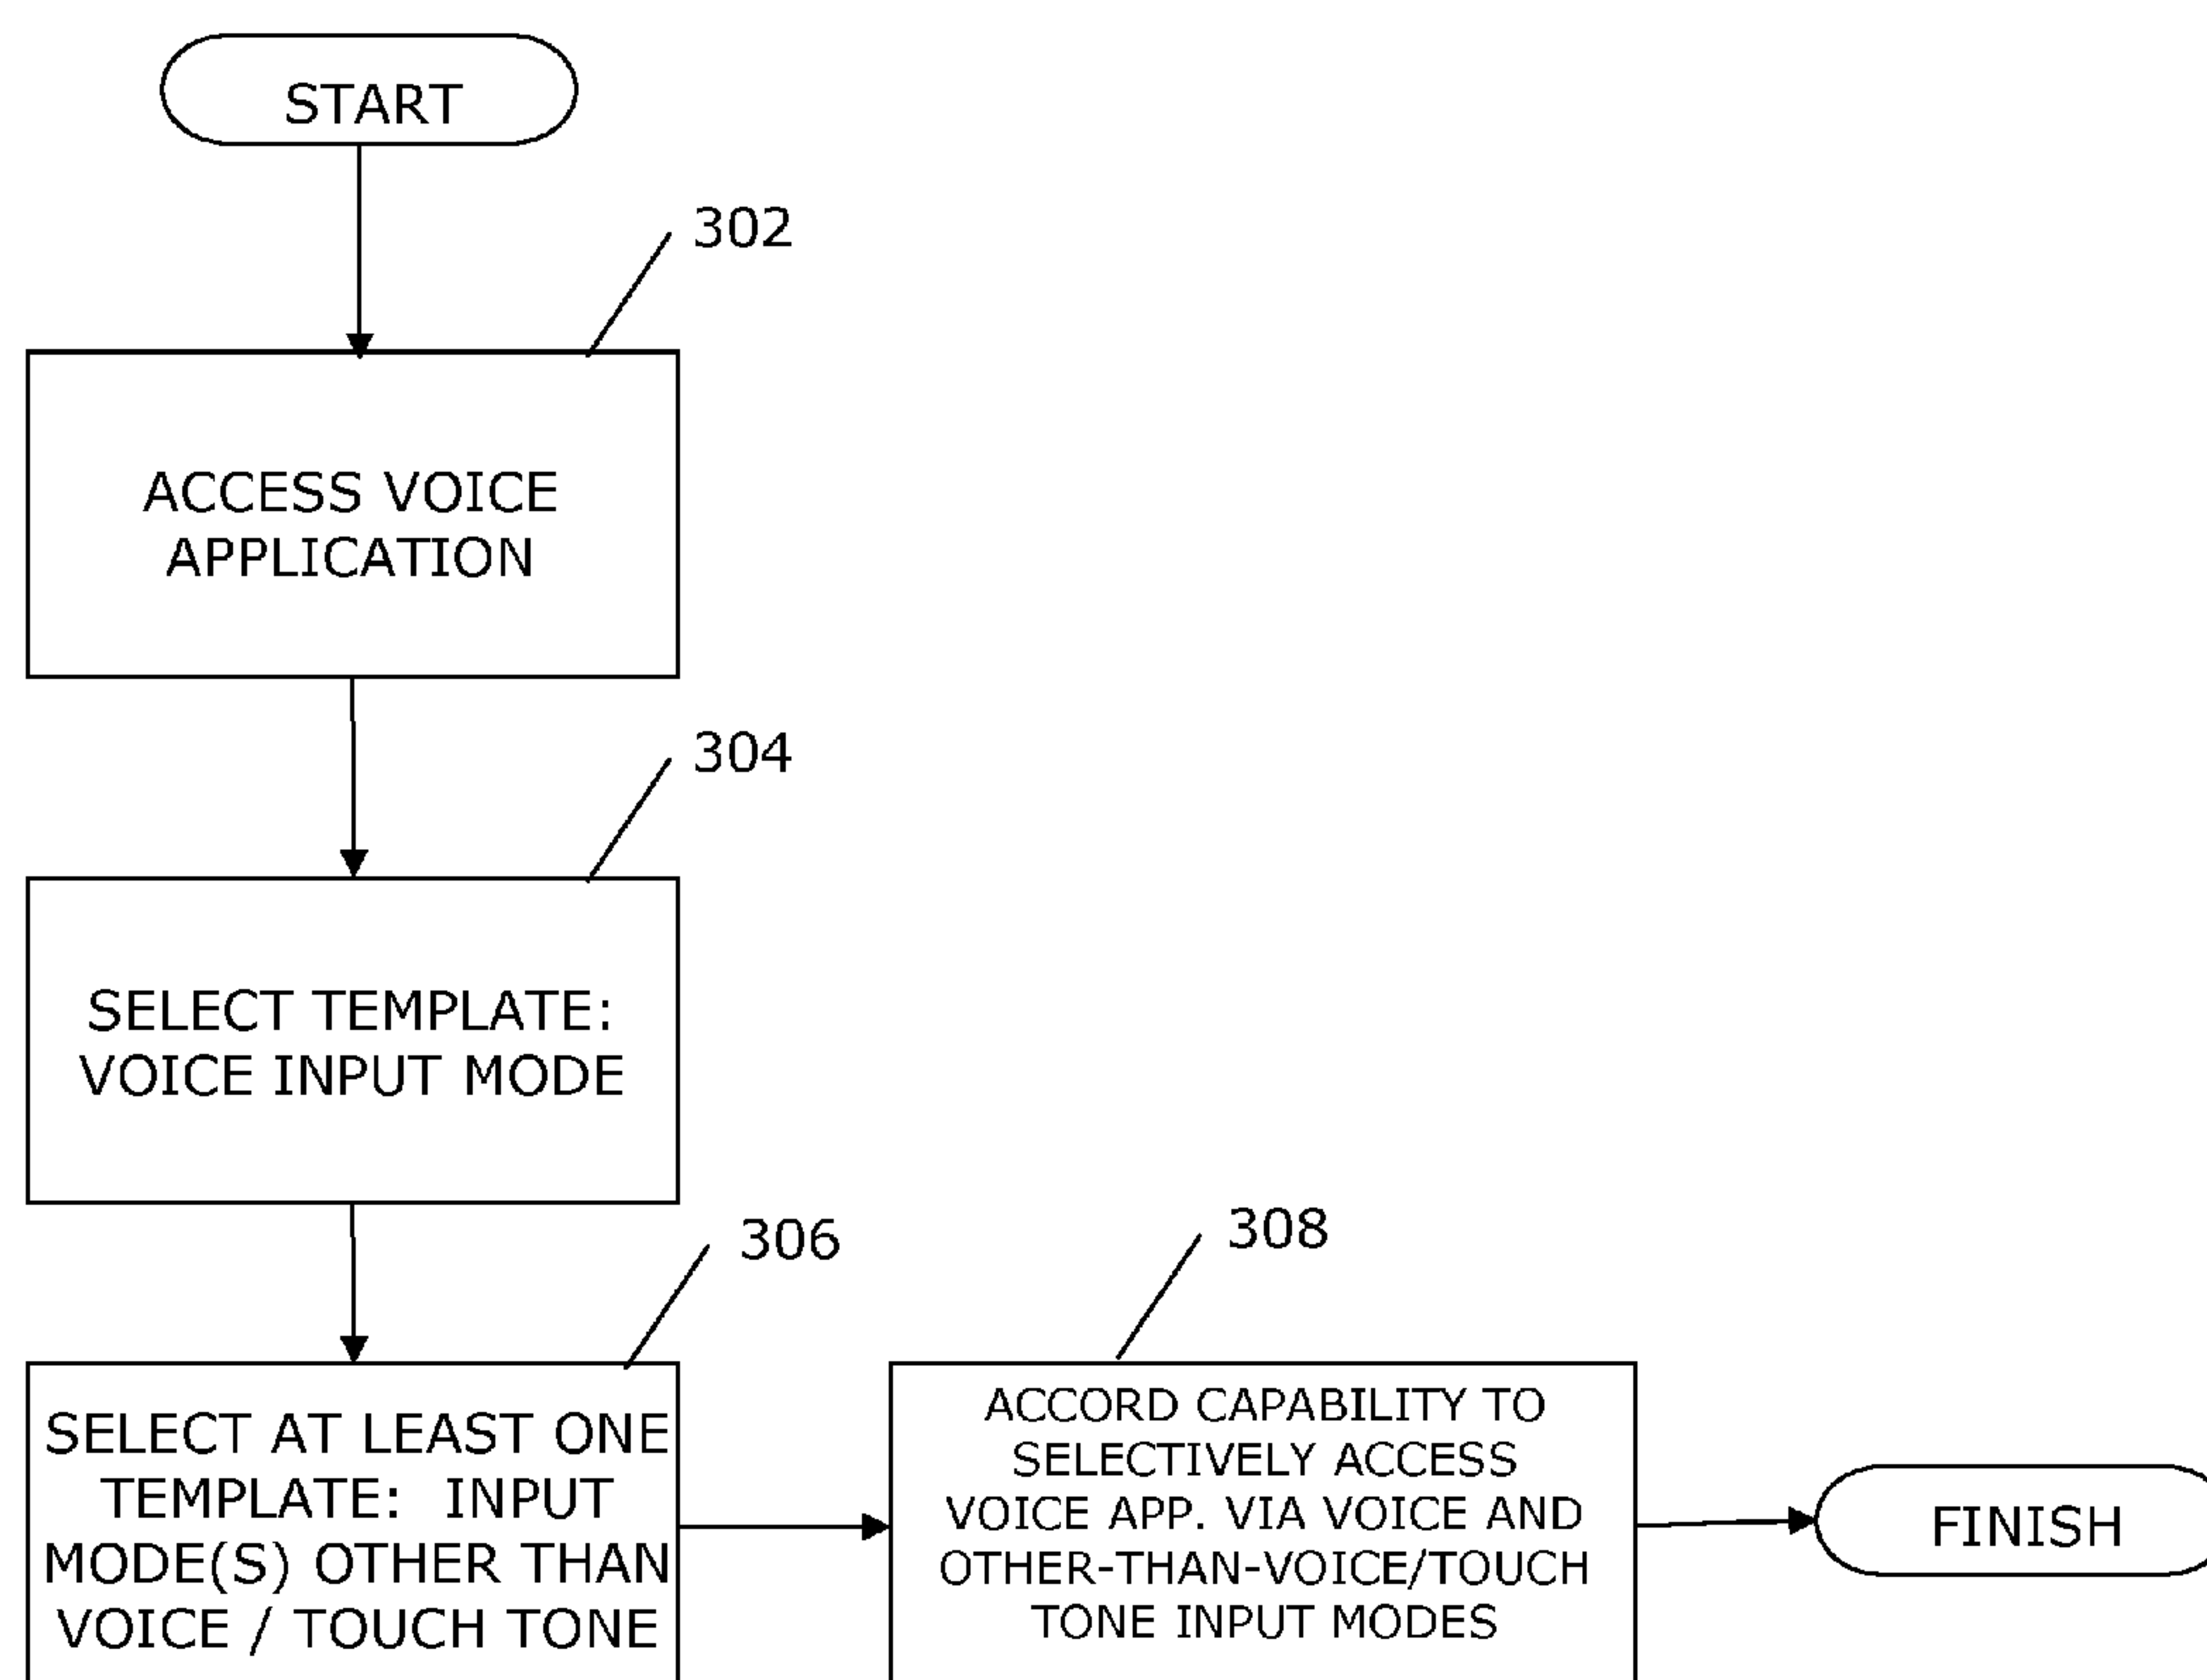 START
302
ACCESS VOICE
APPLICATION
304
SELECT TEMPLATE:
VOICE INPUT MODE
306
SELECT AT LEAST ONE
TEMPLATE: INPUT
MODE(S) OTHER THAN
VOICE / TOUCH TONE
308
ACCORD CAPABILITY TO
SELECTIVELY ACCESS
VOICE APP. VIA VOICE AND
OTHER-THAN-VOICE/TOUCH
TONE INPUT MODES
FINISH